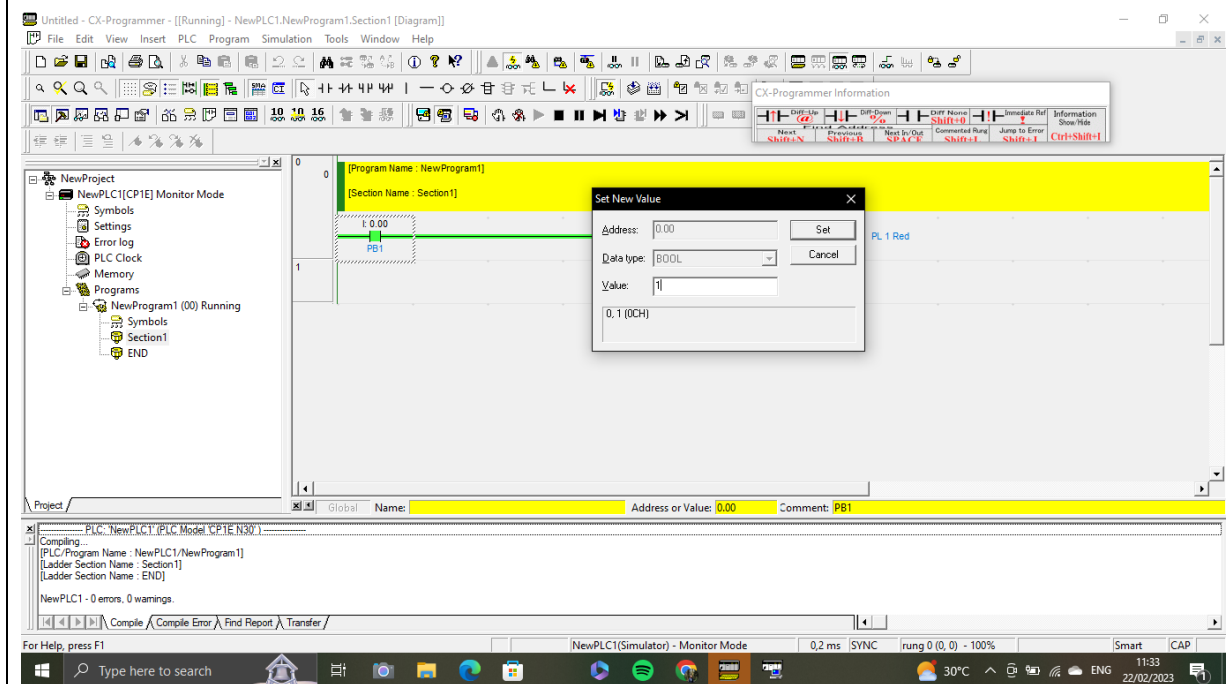 Untitled - CX-Programmer - [[Running] - NewPLC1.NewProgram1.Section1 [Diagram]]
File Edit View Insert PLC Program Simulation Tools Window Help
CX-Programmer Information
Diff-Up @ Diff-Down % Diff None Shift+0 Immediate Ref ! Information Show/Hide
Next Shift+N Previous Shift+B Next In/Out SPACE Commented Rung Shift+L Jump to Error Shift+J Ctrl+Shift+I
10 10 16
NewProject
NewPLC1[CP1E] Monitor Mode
Symbols
Settings
Error log
PLC Clock
Memory
Programs
NewProgram1 (00) Running
Symbols
Section1
END
Project
0
0
[Program Name : NewProgram1]
[Section Name : Section1]
I: 0.00
PB1
PL 1 Red
1
Set New Value
Address: 0.00
Set
Data type: BOOL
Cancel
Value: 1
0, 1 (0CH)
Global Name: Address or Value: 0.00 Comment: PB1
PLC: 'NewPLC1' (PLC Model 'CP1E N30' )
Compiling...
[PLC/Program Name : NewPLC1/NewProgram1]
[Ladder Section Name : Section1]
[Ladder Section Name : END]
NewPLC1 - 0 errors, 0 warnings.
Compile Compile Error Find Report Transfer
For Help, press F1 NewPLC1(Simulator) - Monitor Mode 0,2 ms SYNC rung 0 (0, 0) - 100% Smart CAP
Type here to search 30°C ENG 11:33
22/02/2023